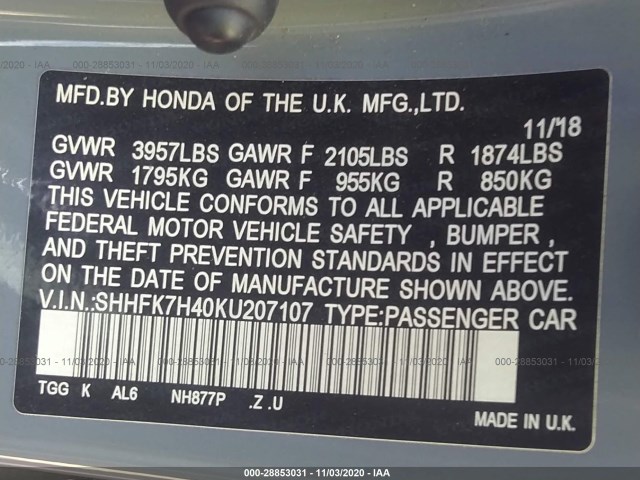 MFD.BY HONDA OF THE U.K. MFG.,LTD.
11/'18
GVWR 3957LBS GAWR F 2105LBS R 1874LBS
GVWR 1795KG GAWR F 955KG R 850KG
THIS VEHICLE CONFORMS TO ALL APPLICABLE
FEDERAL MOTOR VEHICLE SAFETY , BUMPER ,
AND THEFT PREVENTION STANDARDS IN EFFECT
ON THE DATE OF MANUFACTURE SHOWN ABOVE.
V.I.N.:SHHFK7H40KU207107 TYPE:PASSENGER CAR
TGG K AL6 NH877P .Z .U
MADE IN U.K.
000-28853031 - 11/03/2020 - IAA